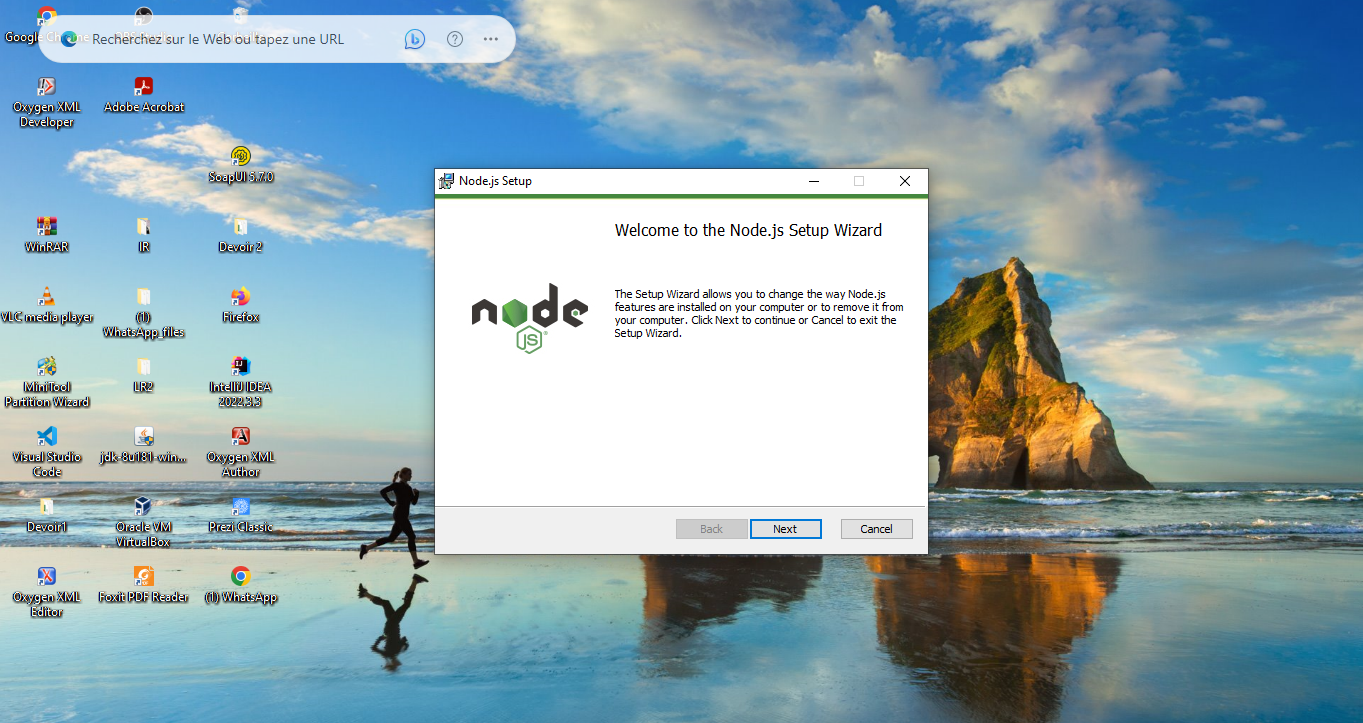 Google Chrome
Recherchez sur le Web ou tapez une URL
Oxygen XML
Developer
Adobe Acrobat
SoapUI 5.7.0
WinRAR
IR
Devoir 2
VLC media player
(1)
WhatsApp_files
Firefox
MiniTool
Partition Wizard
LR2
IntelliJ IDEA
2022.3.3
Visual Studio
Code
jdk-8u181-win...
Oxygen XML
Author
Devoir1
Oracle VM
VirtualBox
Prezi Classic
Oxygen XML
Editor
Foxit PDF Reader
(1) WhatsApp
Node.js Setup
Welcome to the Node.js Setup Wizard
node
JS
The Setup Wizard allows you to change the way Node.js
features are installed on your computer or to remove it from
your computer. Click Next to continue or Cancel to exit the
Setup Wizard.
Back
Next
Cancel